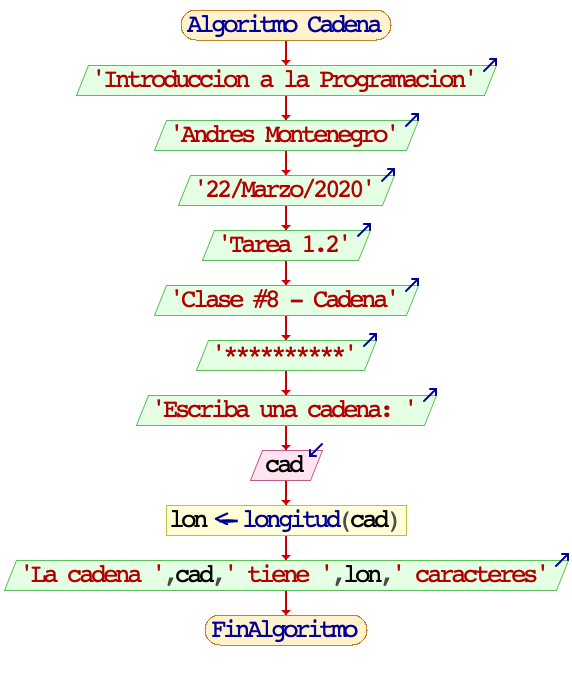 Algoritmo Cadena
'Introduccion a la Programacion'
'Andres Montenegro'
'22/Marzo/2020'
'Tarea 1.2'
'Clase #8 - Cadena'
'**********'
'Escriba una cadena: '
cad
lon ← longitud(cad)
'La cadena ',cad,' tiene ',lon,' caracteres'
FinAlgoritmo